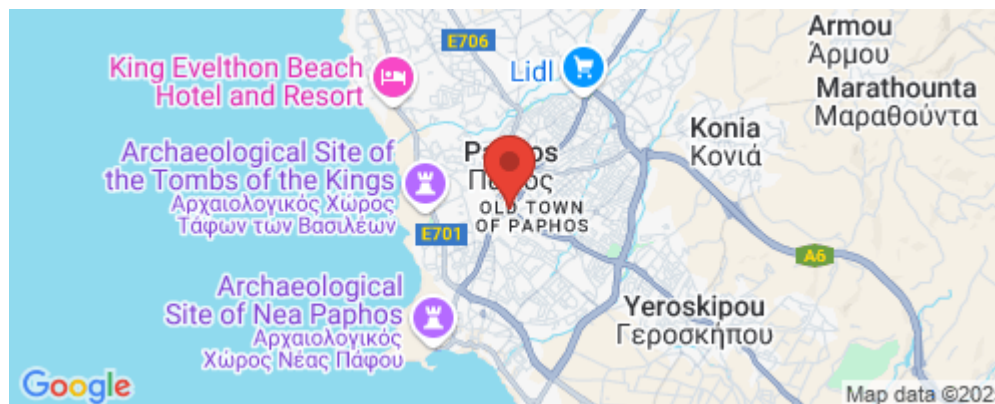 Armou
Άρμου
E706
King Evelthon Beach
Hotel and Resort
Lidl
Marathounta
Μαραθούντα
Konia
Κονιά
Archaeological Site of
the Tombs of the Kings
Αρχαιολογικός Χώρος
Τάφων των Βασιλέων
OLD TOWN
OF PAPHOS
E701
A6
Archaeological
Site of Nea Paphos
Αρχαιολογικός
Χώρος Νέας Πάφου
Yeroskipou
Γεροσκήπου
Google
Map data